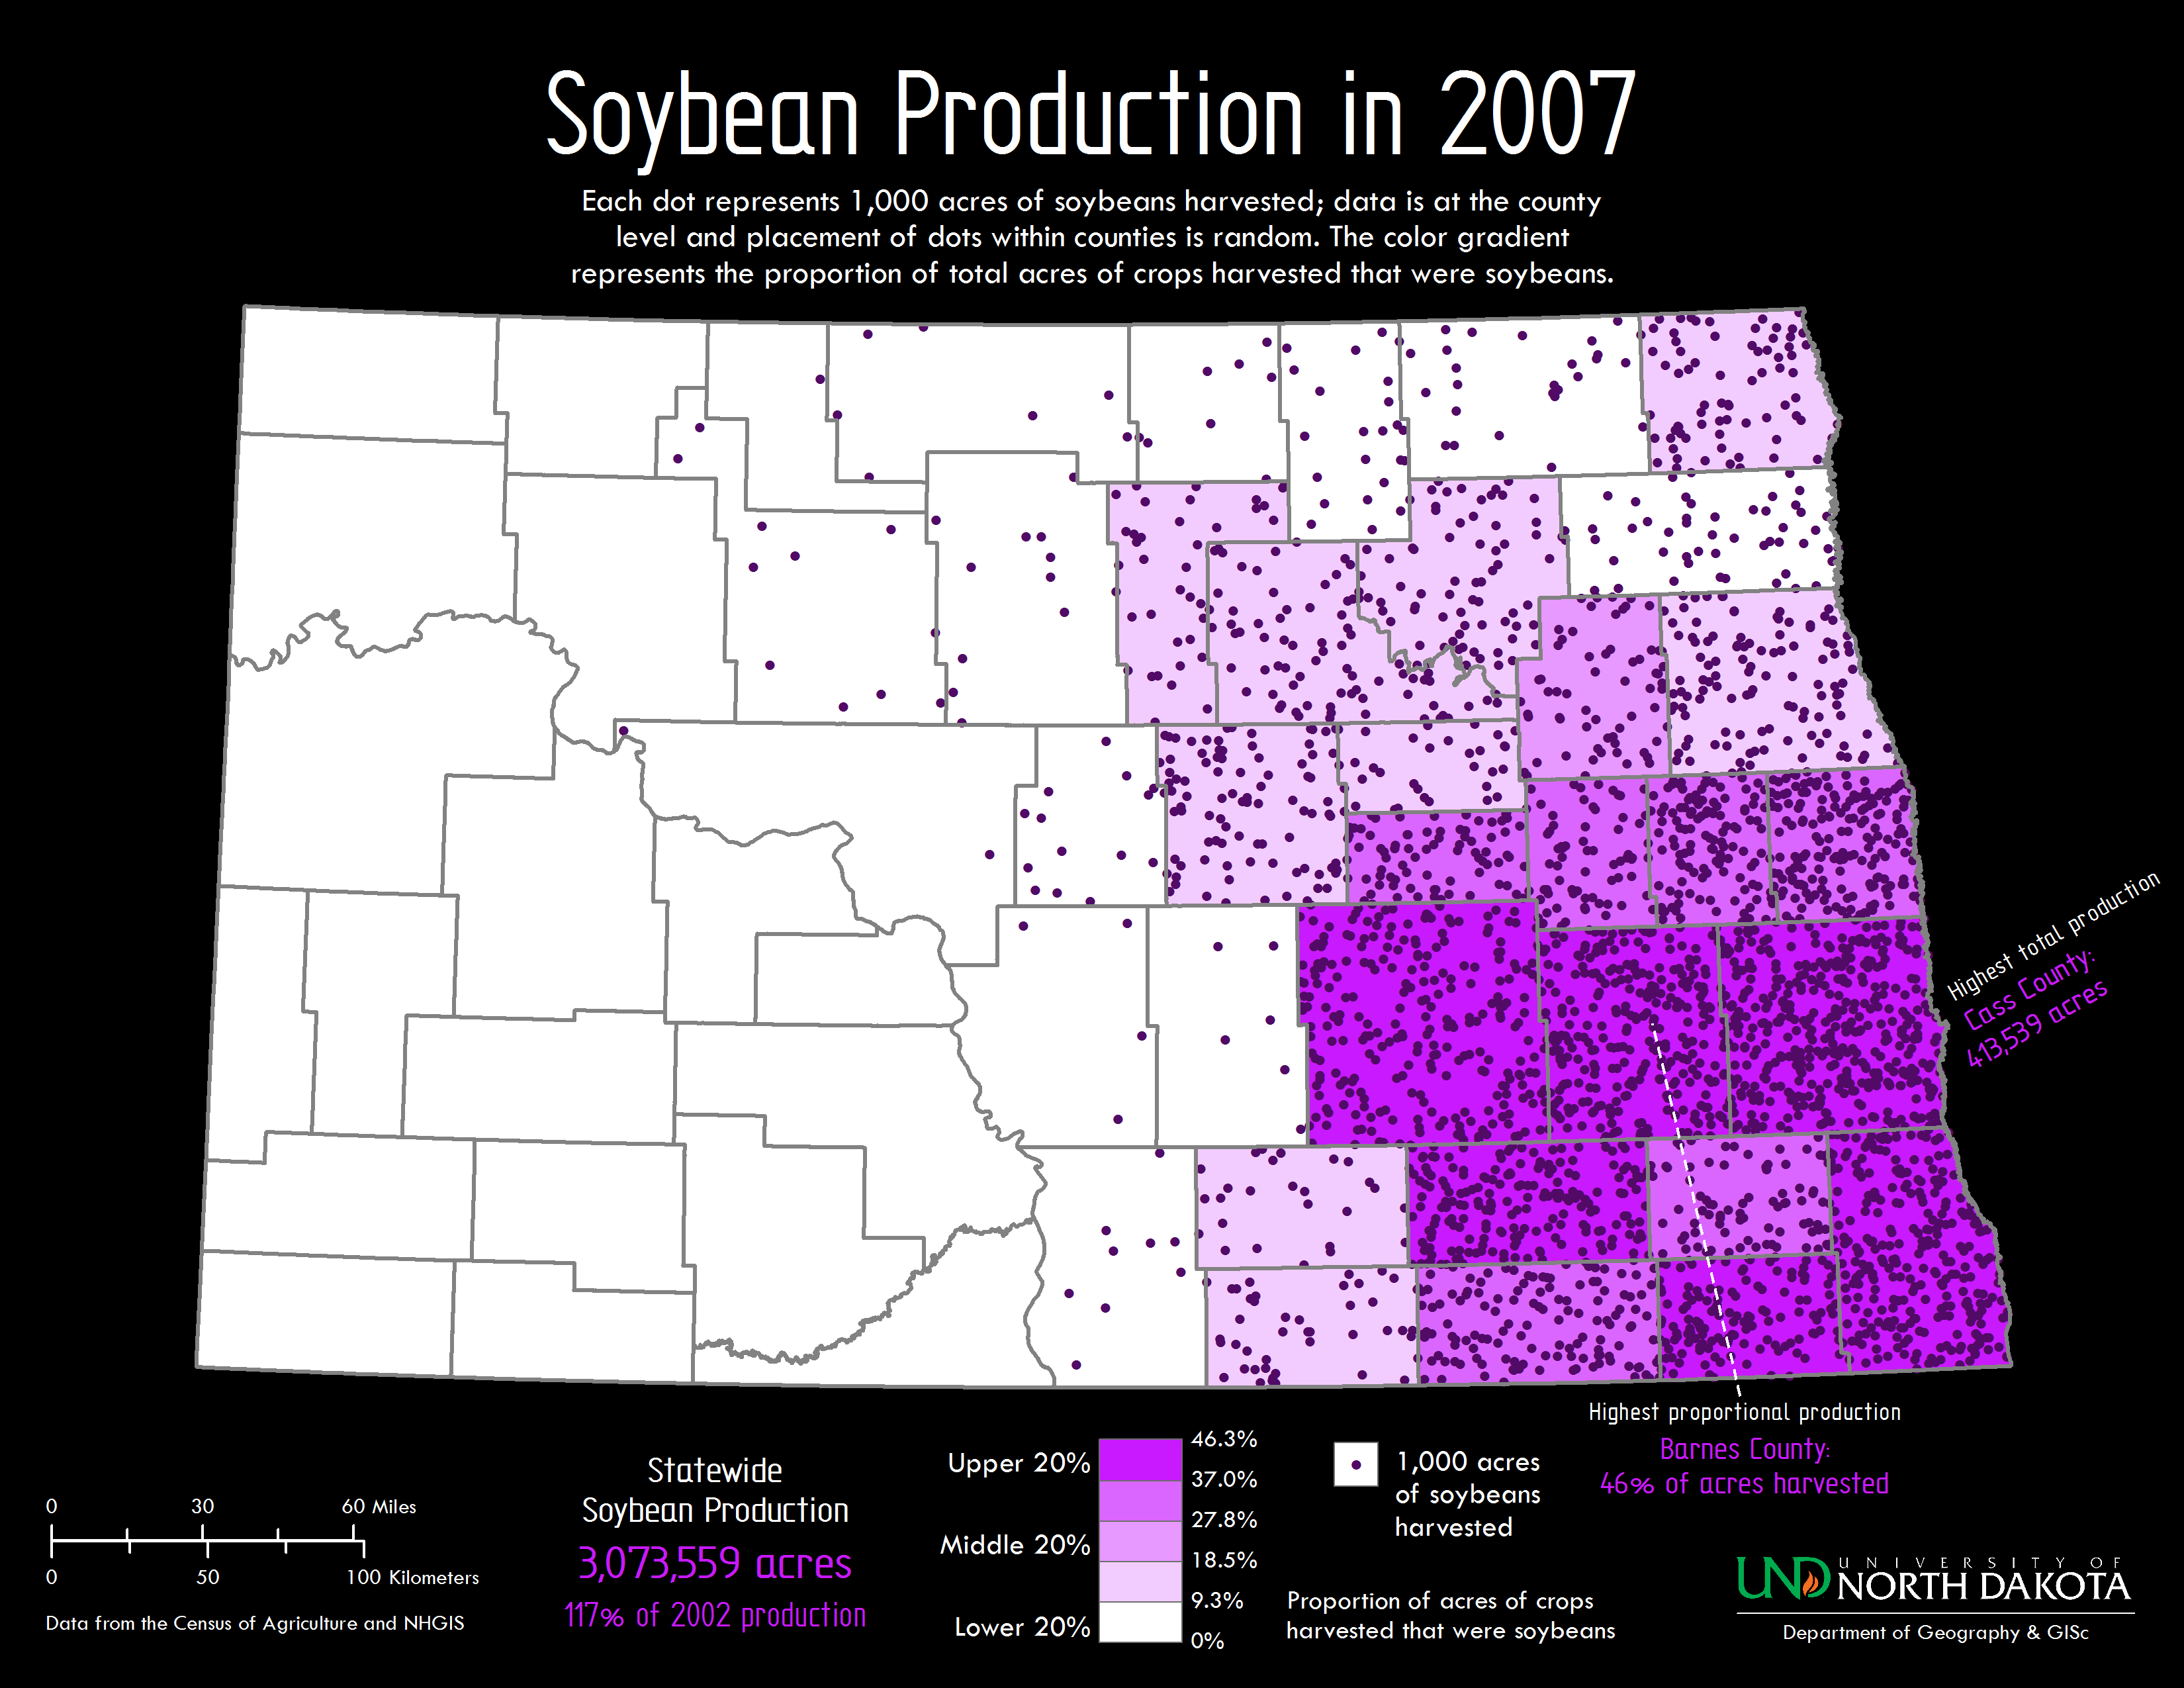 Soybean Production in 2007
Each dot represents 1,000 acres of soybeans harvested; data is at the county
level and placement of dots within counties is random. The color gradient
represents the proportion of total acres of crops harvested that were soybeans.
Highest total production
Cass County:
413,539 acres
Highest proportional production
Barnes County:
46% of acres harvested
0 30 60 Miles
0 50 100 Kilometers
Data from the Census of Agriculture and NHGIS
Statewide
Soybean Production
3,073,559 acres
117% of 2002 production
Upper 20%
Middle 20%
Lower 20%
46.3%
37.0%
27.8%
18.5%
9.3%
0%
1,000 acres
of soybeans
harvested
Proportion of acres of crops
harvested that were soybeans
UND UNIVERSITY OF
NORTH DAKOTA
Department of Geography & GISc